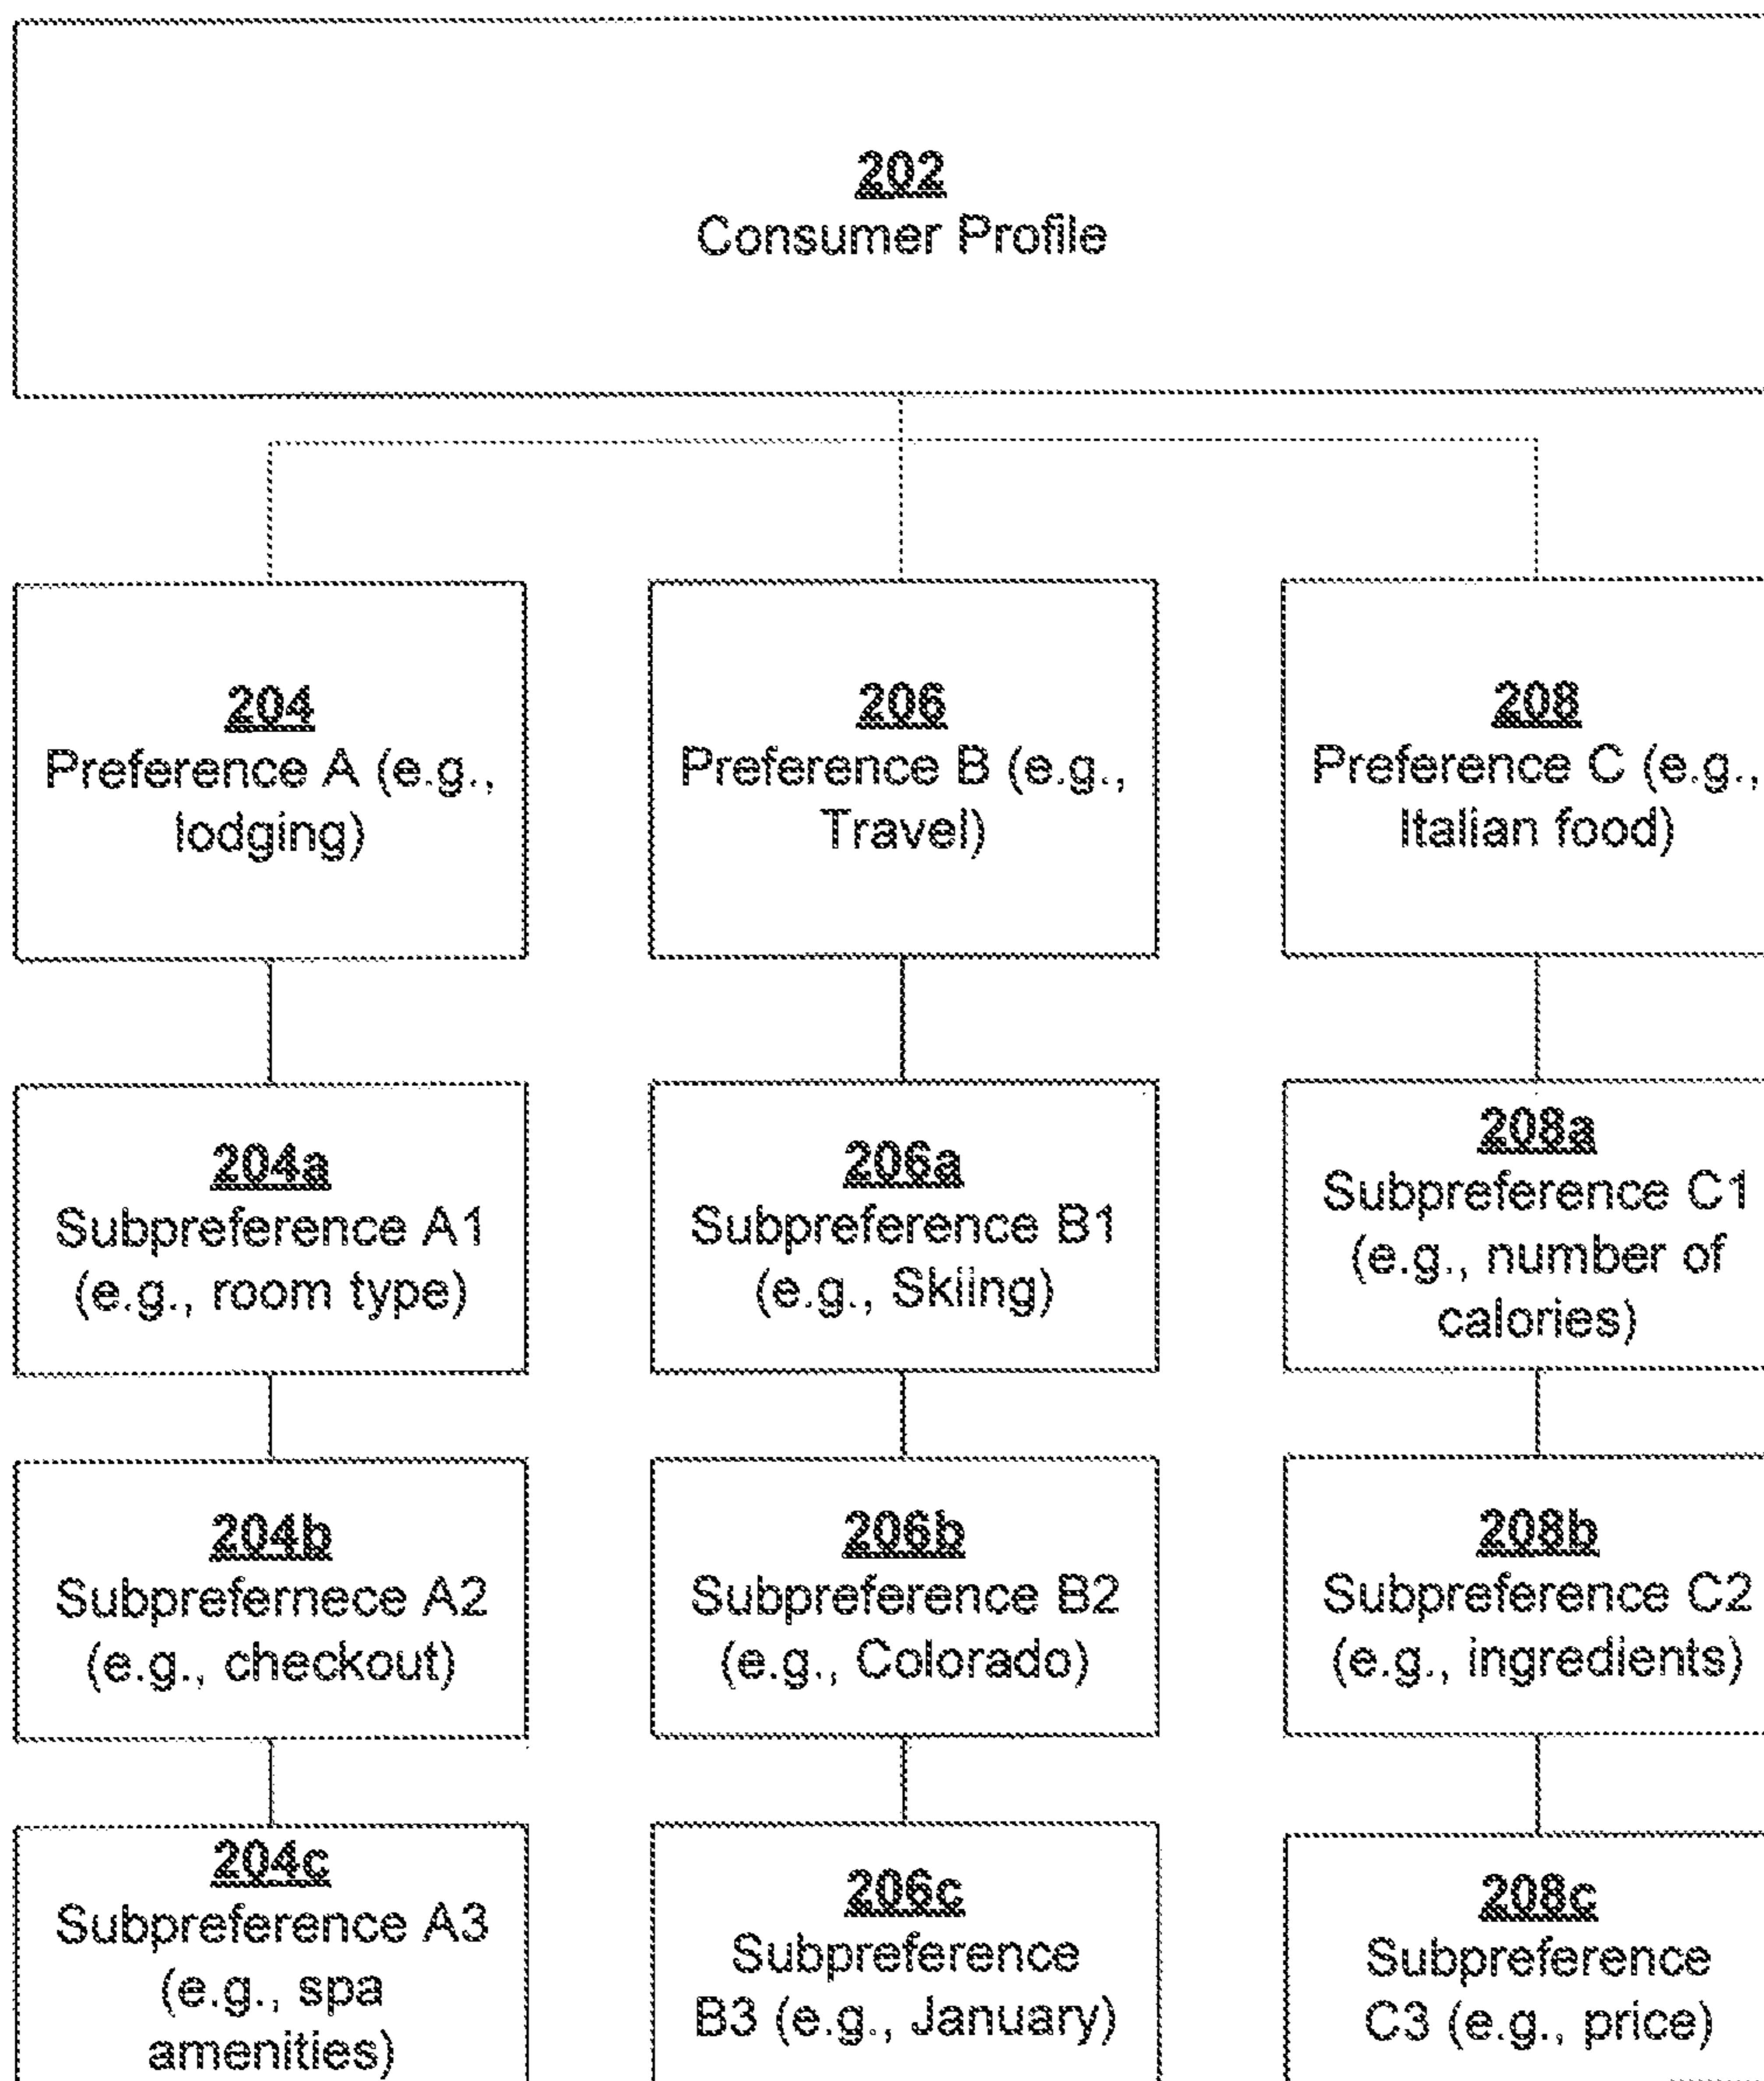 202
Consumer Profile
204
Preference A (e.g.,
lodging)
206
Preference B (e.g.,
Travel)
208
Preference C (e.g.,
Italian food)
204a
Subpreference A1
(e.g., room type)
206a
Subpreference B1
(e.g., Skiing)
208a
Subpreference C1
(e.g., number of
calories)
204b
Subprefernece A2
(e.g., checkout)
206b
Subpreference B2
(e.g., Colorado)
208b
Subpreference C2
(e.g., ingredients)
204c
Subpreference A3
(e.g., spa
amenities)
206c
Subpreference
B3 (e.g., January)
208c
Subpreference
C3 (e.g., price)